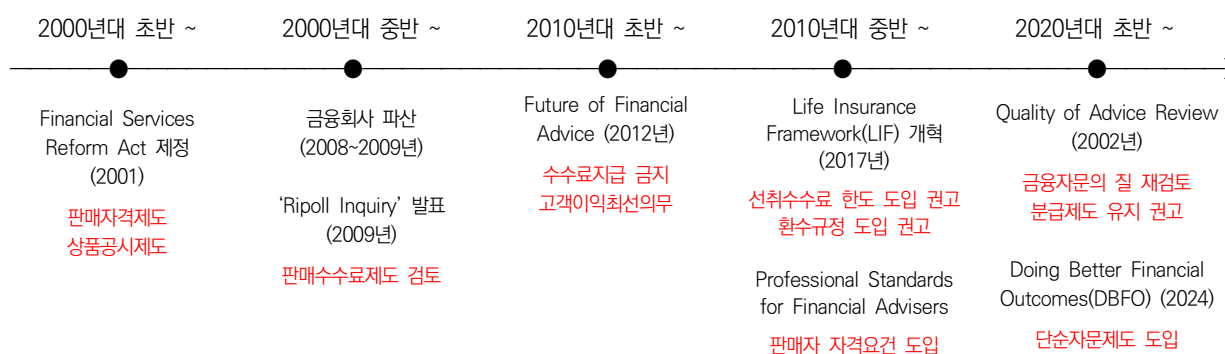 2000년대 초반 ~
2000년대 중반 ~
2010년대 초반 ~
2010년대 중반 ~
2020년대 초반 ~
Financial Services
Reform Act 제정
(2001)
판매자격제도
상품공시제도
금융회사 파산
(2008~2009년)
‘Ripoll Inquiry’ 발표
(2009년)
판매수수료제도 검토
Future of Financial
Advice (2012년)
수수료지급 금지
고객이익최선의무
Life Insurance
Framework(LIF) 개혁
(2017년)
선취수수료 한도 도입 권고
환수규정 도입 권고
Professional Standards
for Financial Advisers
판매자 자격요건 도입
Quality of Advice Review
(2002년)
금융자문의 질 재검토
분급제도 유지 권고
Doing Better Financial
Outcomes(DBFO) (2024)
단순자문제도 도입